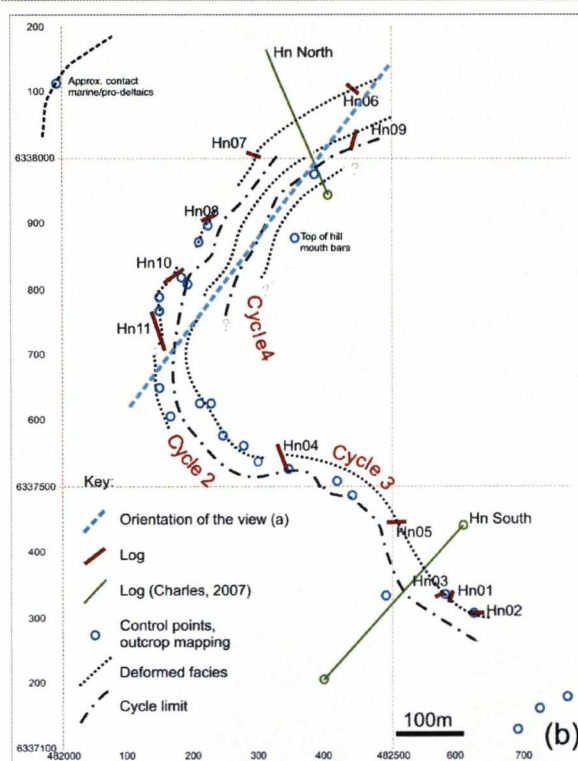 200
Hn North
Approx. contact
marine/pro-deltaics
100
Hn06
Hn09
Hn07
6338000
?
Hn08
900
Top of hill
mouth bars
Hn10
800
?
Hn11
?
Cycle4
700
600
Cycle 2
Hn04
Cycle 3
Key:
6337500
Orientation of the view (a)
Hn South
Hn05
400
Log
Log (Charles, 2007)
Hn03
Hn01
Hn02
300
Control points,
outcrop mapping
Deformed facies
200
Cycle limit
100m
(b)
6337100
482000
100
200
300
400
482500
600
700